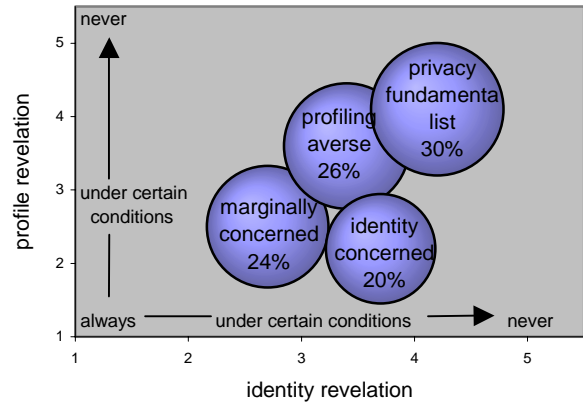 never
5
4
3
2
1
profile revelation
under certain
conditions
privacy
fundamenta
list
30%
profiling
averse
26%
marginally
concerned
24%
identity
concerned
20%
always
under certain conditions
never
1
2
3
4
5
identity revelation